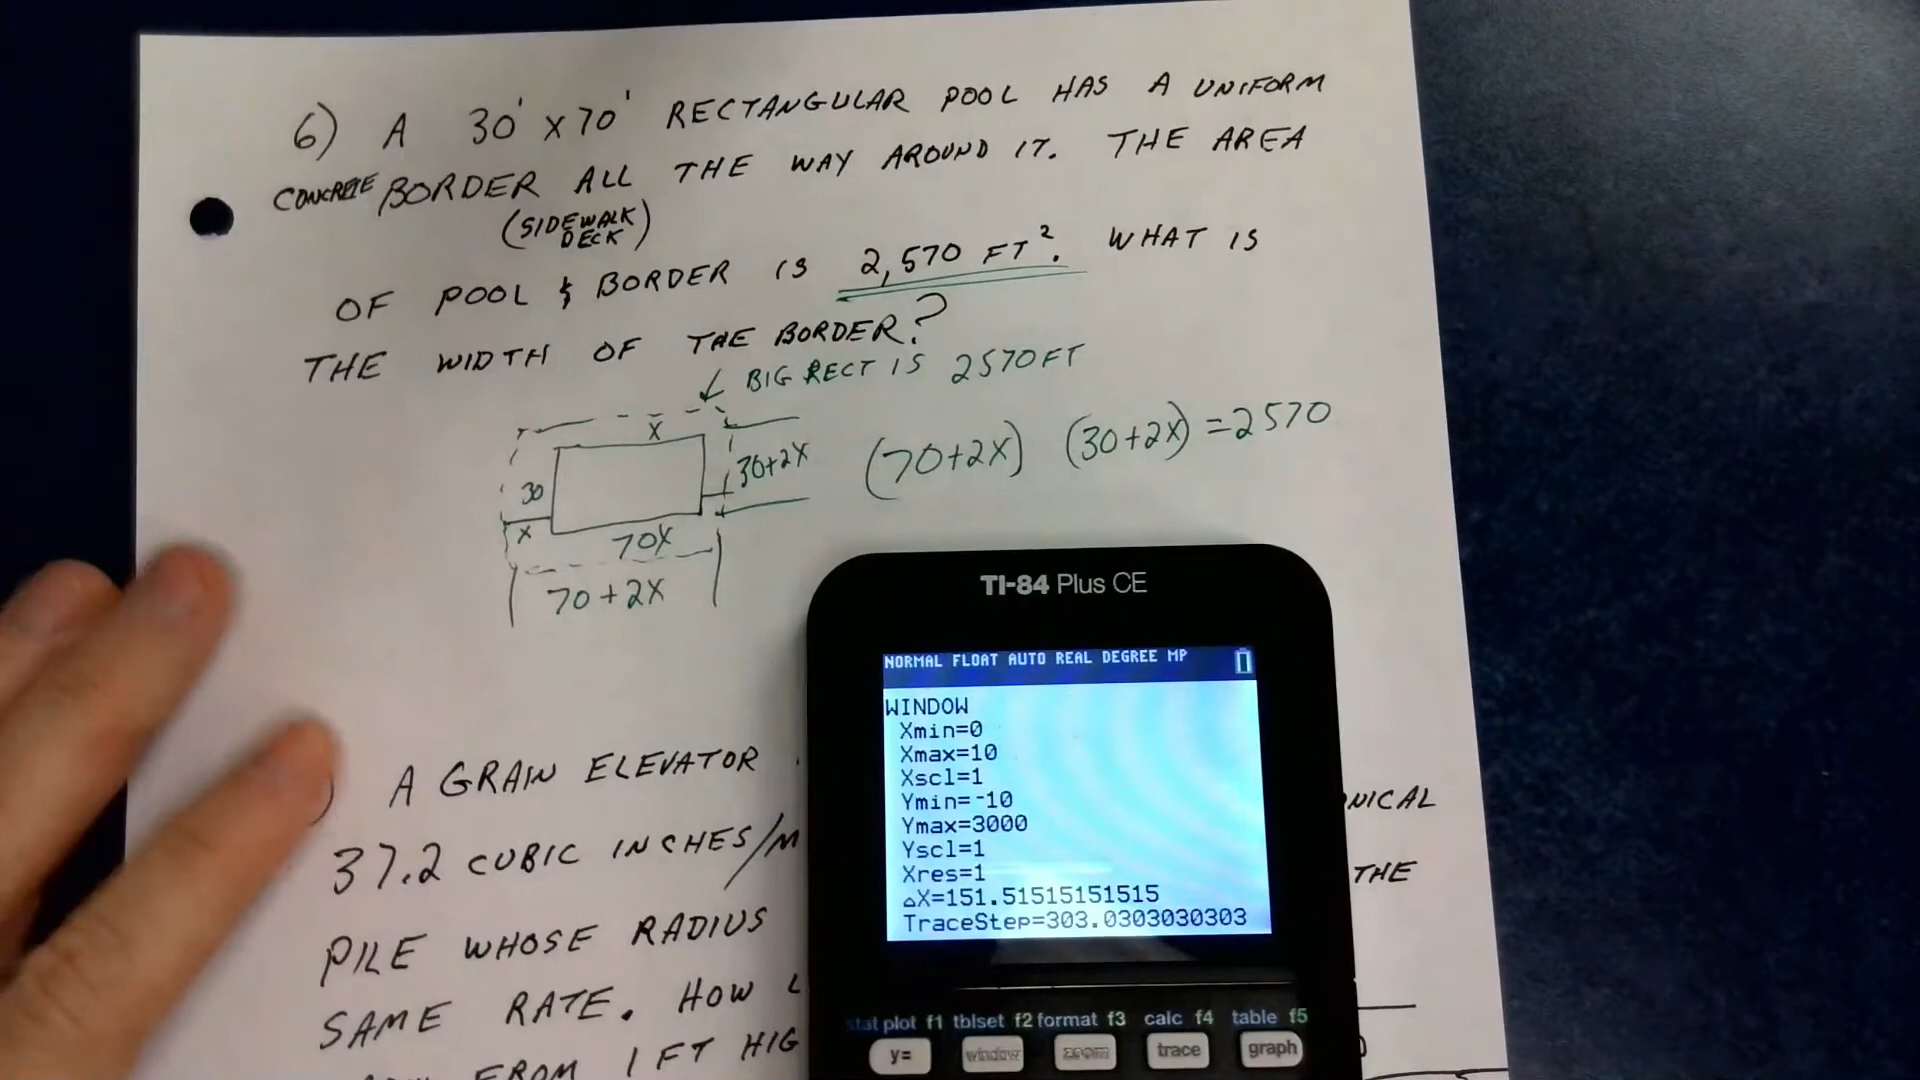 6) A 30' x 70' RECTANGULAR POOL HAS A UNIFORM
CONCRETE BORDER ALL THE WAY AROUND IT. THE AREA
(SIDEWALK
DECK)
OF POOL & BORDER IS 2,570 FT². WHAT IS
THE WIDTH OF THE BORDER?
BIG RECT IS 2570FT
X
30
30+2X
(70+2X) (30+2X) = 2570
X
70X
70+2X
TI-84 Plus CE
NORMAL FLOAT AUTO REAL DEGREE MP
WINDOW
Xmin=0
Xmax=10
Xscl=1
Ymin=-10
Ymax=3000
Yscl=1
Xres=1
△X=151.51515151515
TraceStep=303.0303030303
) A GRAIN ELEVATOR
NICAL
37.2 CUBIC INCHES/M
THE
PILE WHOSE RADIUS
SAME RATE. HOW L
FROM 1 FT HIG
stat plot f1 tblset f2 format f3 calc f4 table f5
y= window zoom trace graph